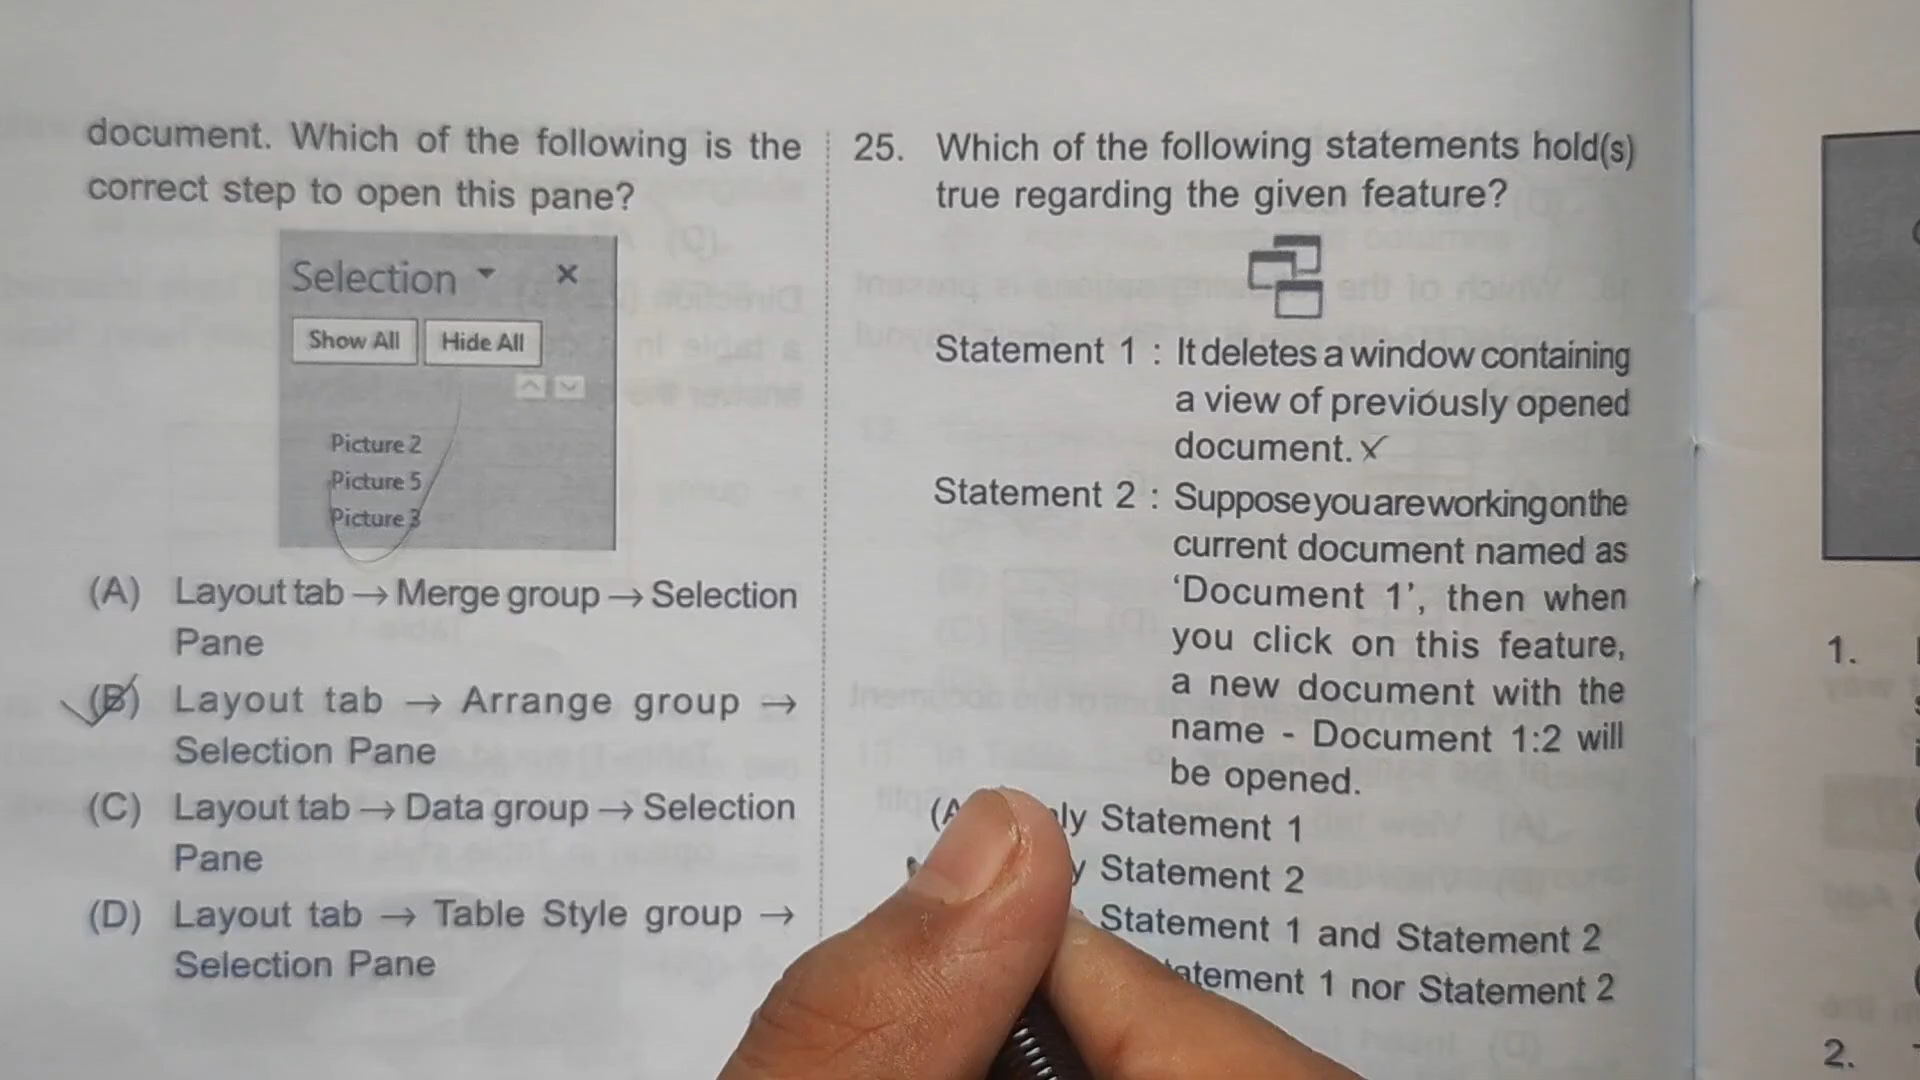 document. Which of the following is the
correct step to open this pane?
Selection
Show All Hide All
Picture 2
Picture 5
Picture 3
(A) Layout tab → Merge group → Selection
Pane
(B) Layout tab → Arrange group →
Selection Pane
(C) Layout tab → Data group → Selection
Pane
(D) Layout tab → Table Style group →
Selection Pane
25. Which of the following statements hold(s)
true regarding the given feature?
Statement 1 : It deletes a window containing
a view of previously opened
document.
Statement 2 : Suppose you are working on the
current document named as
‘Document 1’, then when
you click on this feature,
a new document with the
name - Document 1:2 will
be opened.
Statement 1
Statement 2
Statement 1 and Statement 2
1 nor Statement 2
1.
2.